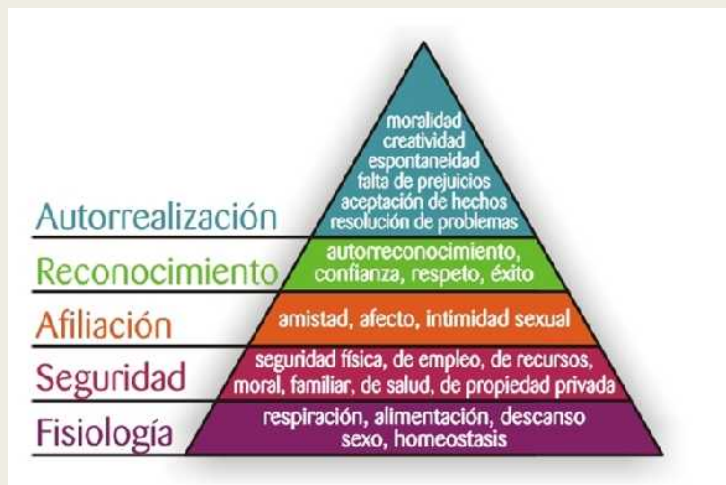 moralidad
creatividad
espontaneidad
falta de prejuicios
aceptación de hechos
resolución de problemas
Autorrealización
autorreconocimiento,
confianza, respeto, éxito
Reconocimiento
amistad, afecto, intimidad sexual
Afiliación
seguridad física, de empleo, de recursos,
moral, familiar, de salud, de propiedad privada
Seguridad
respiración, alimentación, descanso
sexo, homeostasis
Fisiología